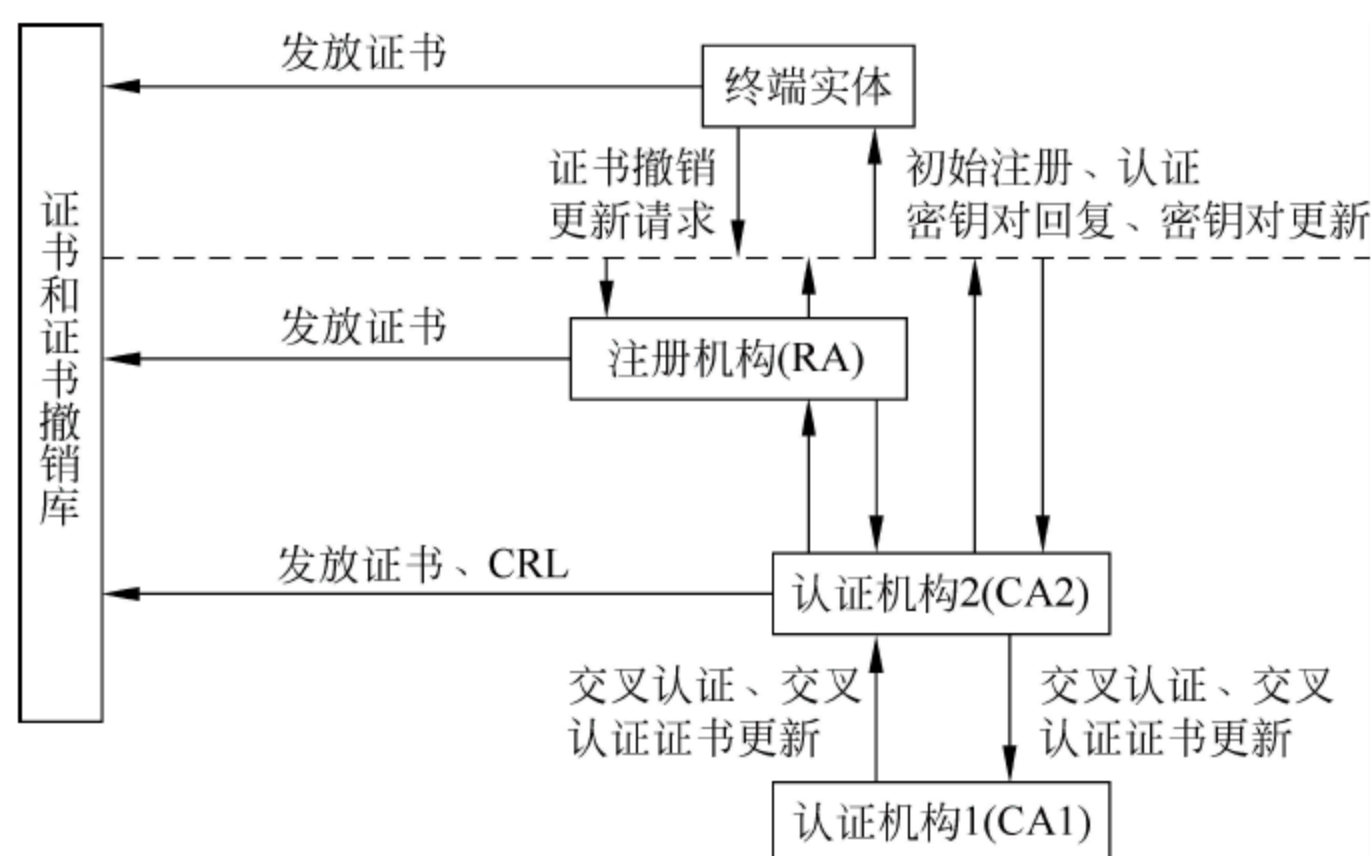 发放证书
终端实体
证书撤销
更新请求
初始注册、认证
密钥对回复、密钥对更新
证书和证书撤销库
发放证书
注册机构(RA)
发放证书、CRL
认证机构2(CA2)
交叉认证、交叉
认证证书更新
交叉认证、交叉
认证证书更新
认证机构1(CA1)